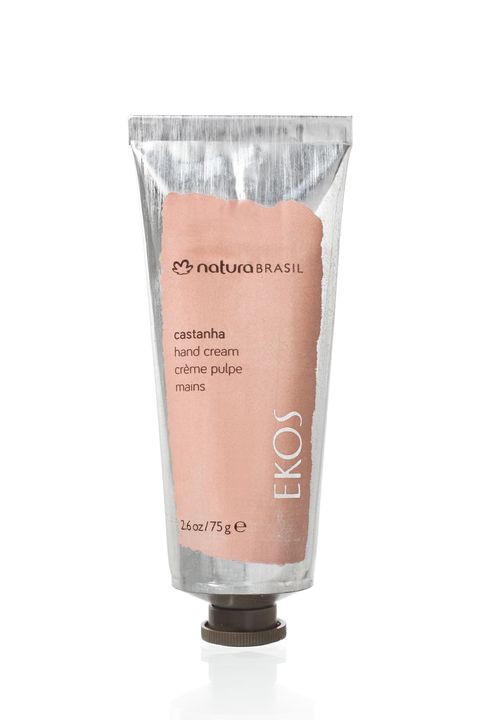 natura BRASIL
castanha
hand cream
crème pulpe
mains
EKOS
2.6 oz / 75 g ℮